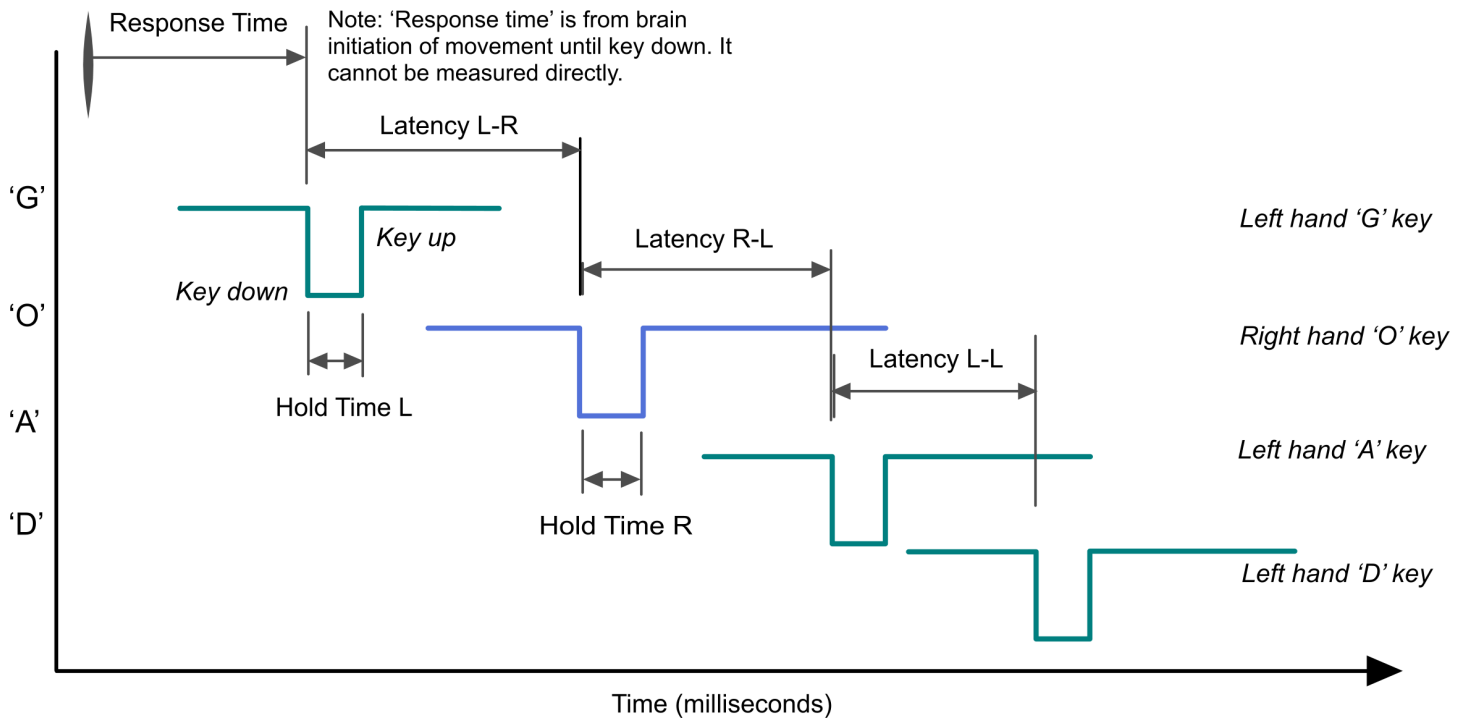 Response Time
Note: ‘Response time’ is from brain
initiation of movement until key down. It
cannot be measured directly.
Latency L-R
‘G’
Left hand ‘G’ key
Key up
Latency R-L
Key down
‘O’
Right hand ‘O’ key
Latency L-L
Hold Time L
‘A’
Left hand ‘A’ key
‘D’
Hold Time R
Left hand ‘D’ key
Time (milliseconds)